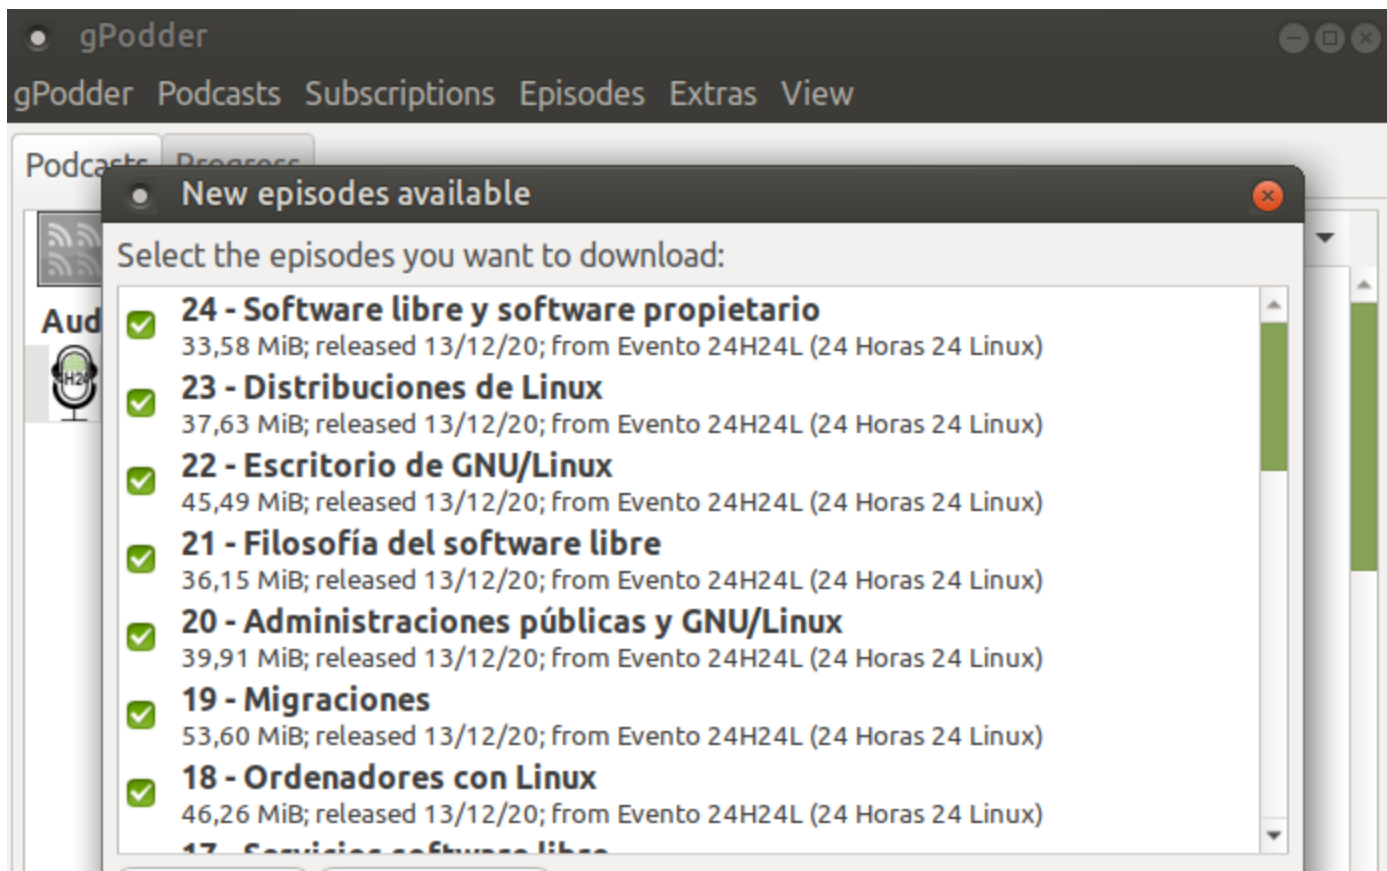 gPodder
gPodder Podcasts Subscriptions Episodes Extras View
Podcasts Progress
New episodes available
Select the episodes you want to download:
Aud
24 - Software libre y software propietario
33,58 MiB; released 13/12/20; from Evento 24H24L (24 Horas 24 Linux)
23 - Distribuciones de Linux
37,63 MiB; released 13/12/20; from Evento 24H24L (24 Horas 24 Linux)
22 - Escritorio de GNU/Linux
45,49 MiB; released 13/12/20; from Evento 24H24L (24 Horas 24 Linux)
21 - Filosofía del software libre
36,15 MiB; released 13/12/20; from Evento 24H24L (24 Horas 24 Linux)
20 - Administraciones públicas y GNU/Linux
39,91 MiB; released 13/12/20; from Evento 24H24L (24 Horas 24 Linux)
19 - Migraciones
53,60 MiB; released 13/12/20; from Evento 24H24L (24 Horas 24 Linux)
18 - Ordenadores con Linux
46,26 MiB; released 13/12/20; from Evento 24H24L (24 Horas 24 Linux)
17 - Servicios software libre